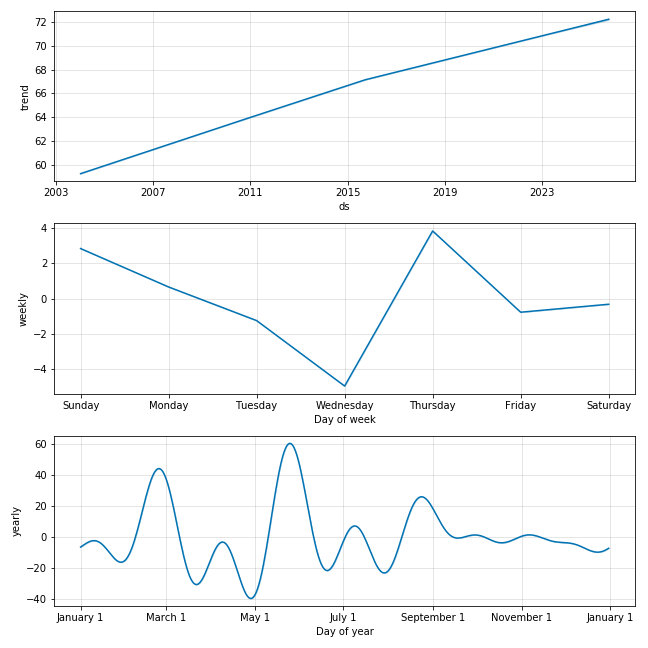 72
70
68
66
64
62
60
trend
2003 2007 2011 2015 2019 2023
ds
4
2
0
−2
−4
weekly
Sunday Monday Tuesday Wednesday Thursday Friday Saturday
Day of week
60
40
20
0
−20
−40
yearly
January 1 March 1 May 1 July 1 September 1 November 1 January 1
Day of year